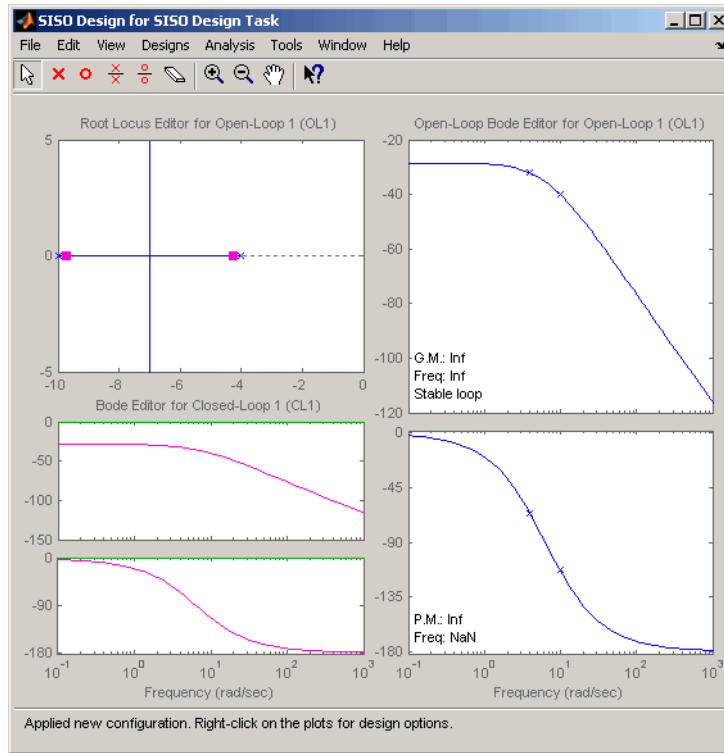 SISO Design for SISO Design Task
File Edit View Designs Analysis Tools Window Help
Root Locus Editor for Open-Loop 1 (OL1)
5
0
-5
-10 -8 -6 -4 -2 0
Bode Editor for Closed-Loop 1 (CL1)
0
-50
-100
-150
0
-90
-180
10^-1 10^0 10^1 10^2 10^3
Frequency (rad/sec)
Open-Loop Bode Editor for Open-Loop 1 (OL1)
-20
-40
-60
-80
-100
-120
G.M.: Inf
Freq: Inf
Stable loop
0
-45
-90
-135
-180
P.M.: Inf
Freq: NaN
10^-1 10^0 10^1 10^2 10^3
Frequency (rad/sec)
Applied new configuration. Right-click on the plots for design options.